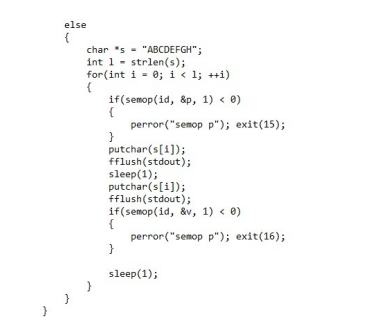 else
{
char *s = "ABCDEFGH";
int l = strlen(s);
for(int i = 0; i < l; ++i)
{
if(semop(id, &p, 1) < 0)
{
perror("semop p"); exit(15);
}
putchar(s[i]);
fflush(stdout);
sleep(1);
putchar(s[i]);
fflush(stdout);
if(semop(id, &v, 1) < 0)
{
perror("semop p"); exit(16);
}
sleep(1);
}
}
}